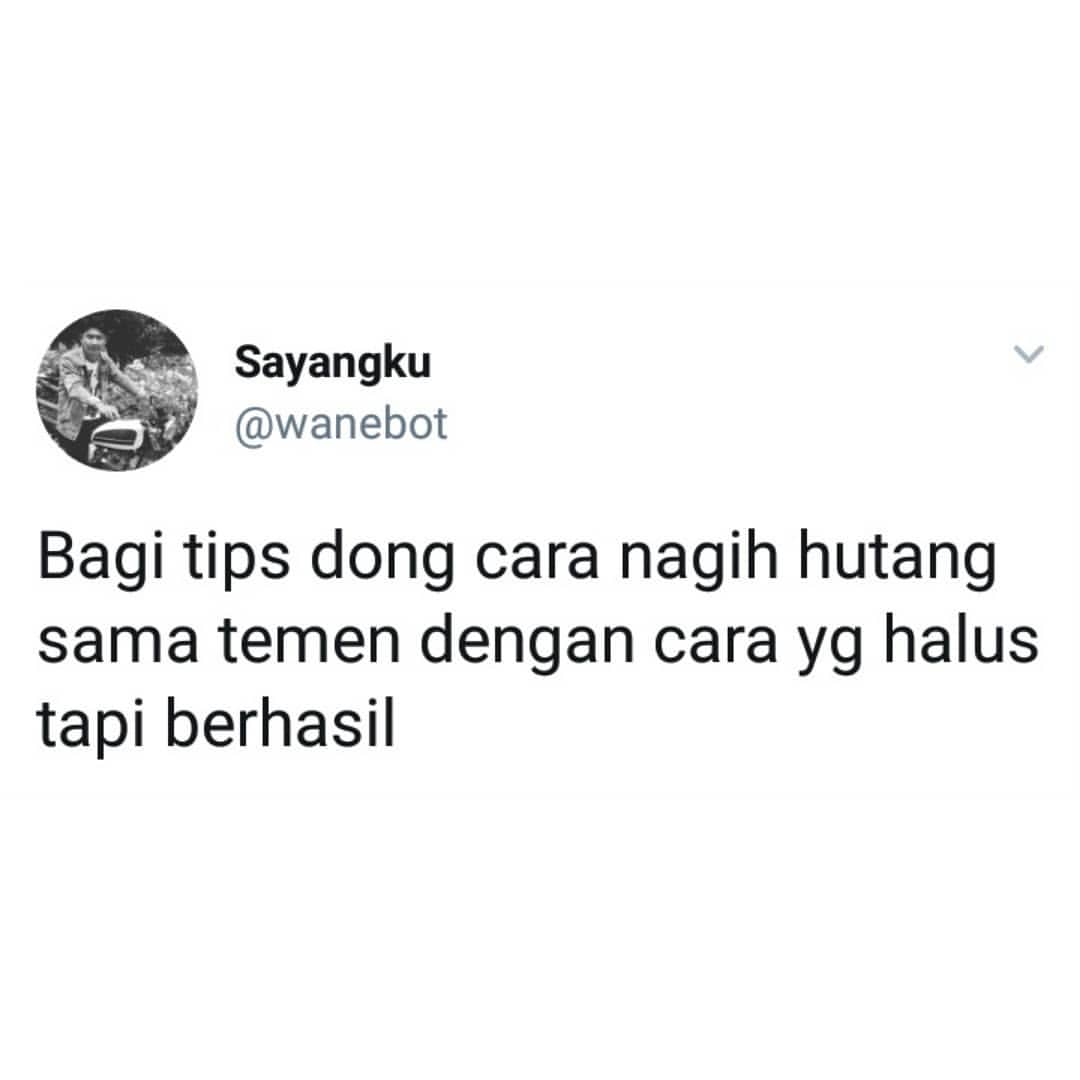 Sayangku
@wanebot
Bagi tips dong cara nagih hutang
sama temen dengan cara yg halus
tapi berhasil